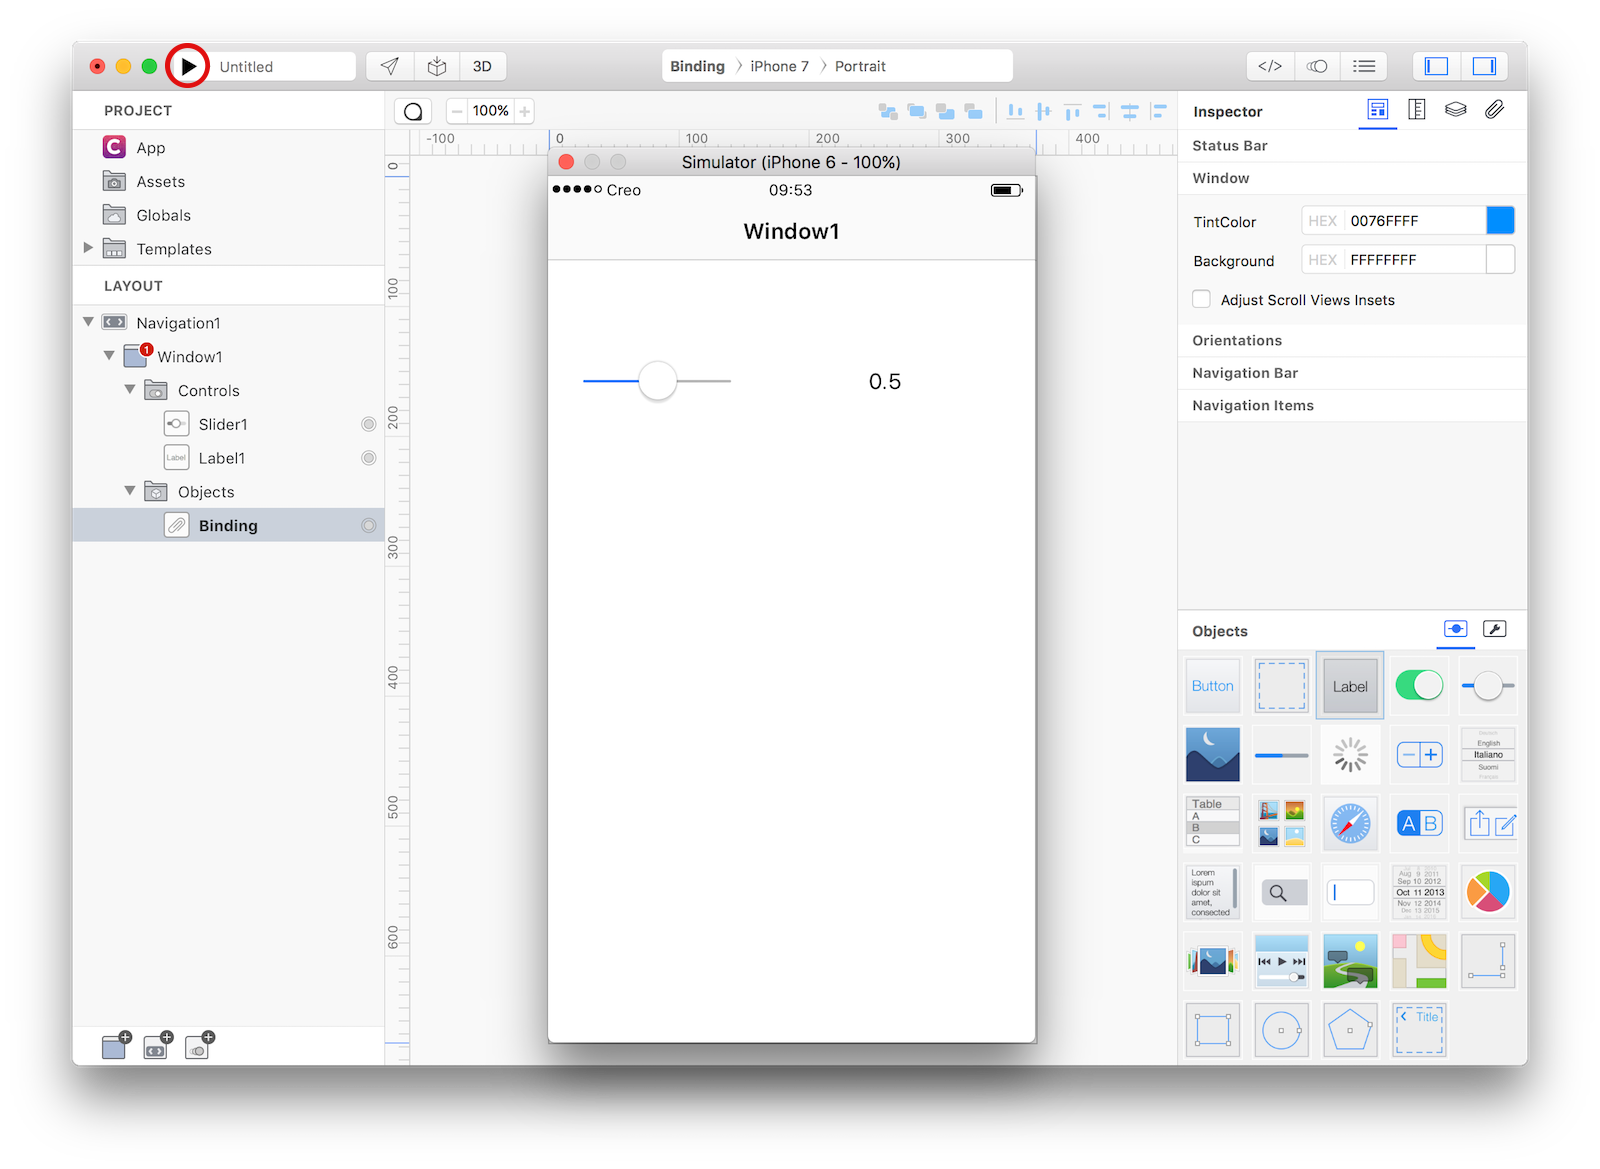 Untitled
3D
Binding
iPhone 7
Portrait
PROJECT
App
Assets
Globals
Templates
LAYOUT
Navigation1
1
Window1
Controls
Slider1
Label
Label1
Objects
Binding
100%
-100
0
100
200
300
400
0
100
200
300
400
500
600
Simulator (iPhone 6 - 100%)
Creo
09:53
Window1
0.5
Inspector
Status Bar
Window
TintColor
HEX
0076FFFF
Background
HEX
FFFFFFFF
Adjust Scroll Views Insets
Orientations
Navigation Bar
Navigation Items
Objects
Button
Label
Deutsch
English
Italiano
Suomi
Français
Table
A
B
C
A B
Lorem
ispum
dolor sit
amet,
consected
Aug 9 2011
Sep 10 2012
Oct 11 2013
Nov 12 2014
Dec 13 2015
Title